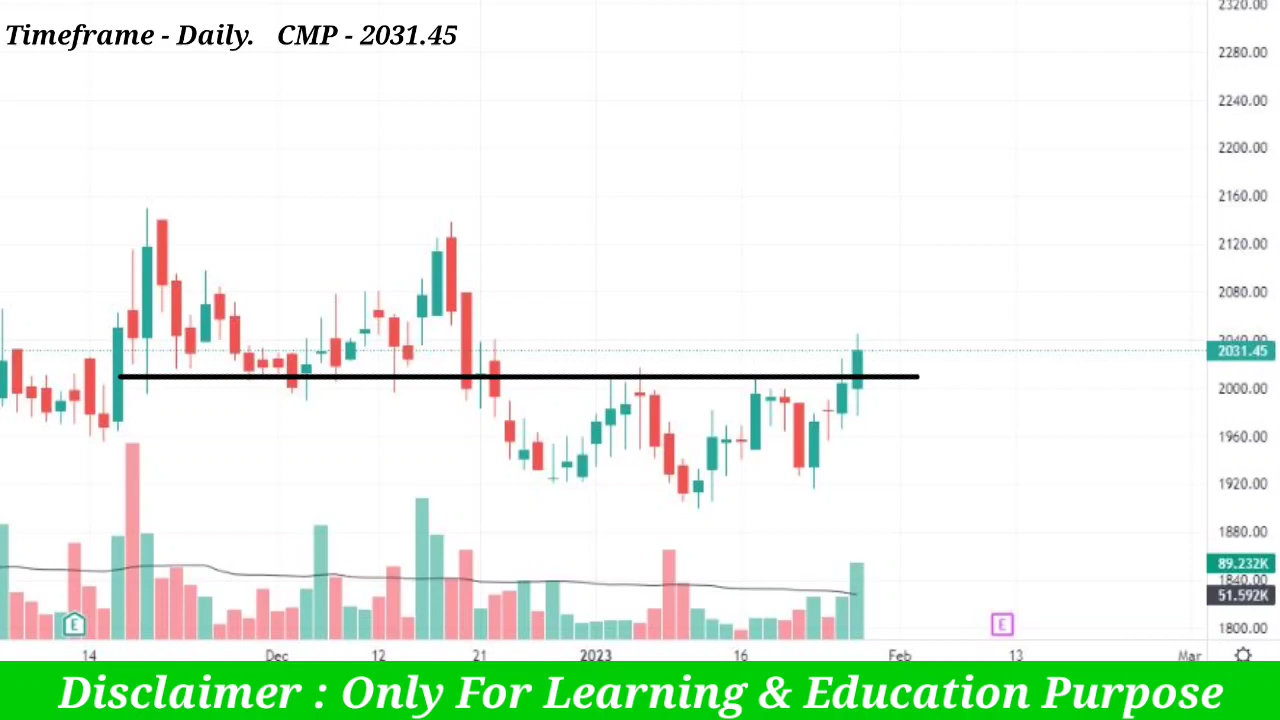 2320.00
Timeframe - Daily. CMP - 2031.45
2280.00
2240.00
2200.00
2160.00
2120.00
2080.00
2031.45
2000.00
1960.00
1920.00
1880.00
89.232K
1840.00
51.592K
E
E
1800.00
14 Dec 12 21 2023 16 Feb 13 Mar
Disclaimer : Only For Learning & Education Purpose